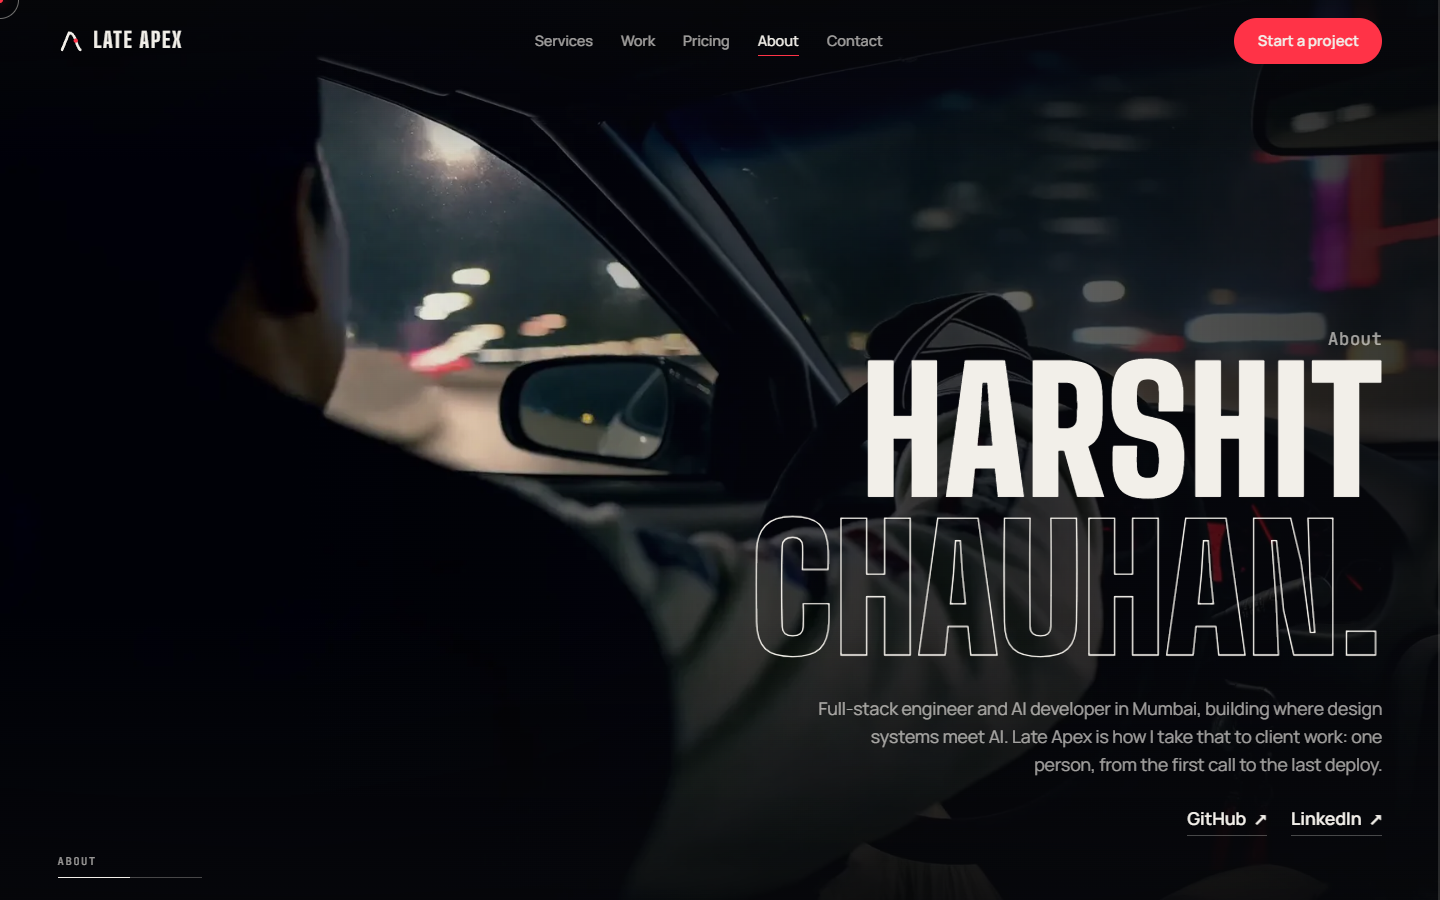 LATE APEX
Services
Work
Pricing
About
Contact
Start a project
About
HARSHIT
CHAUHAN.
Full-stack engineer and AI developer in Mumbai, building where design
systems meet AI. Late Apex is how I take that to client work: one
person, from the first call to the last deploy.
GitHub ↗
LinkedIn ↗
ABOUT